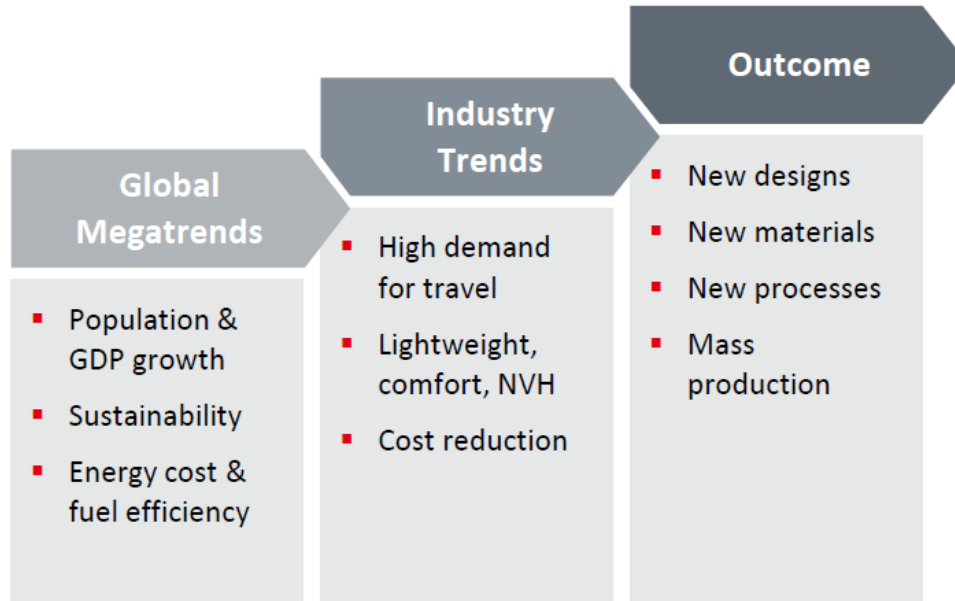 Global
Megatrends
▪ Population &
GDP growth
▪ Sustainability
▪ Energy cost &
fuel efficiency
Industry
Trends
▪ High demand
for travel
▪ Lightweight,
comfort, NVH
▪ Cost reduction
Outcome
▪ New designs
▪ New materials
▪ New processes
▪ Mass
production